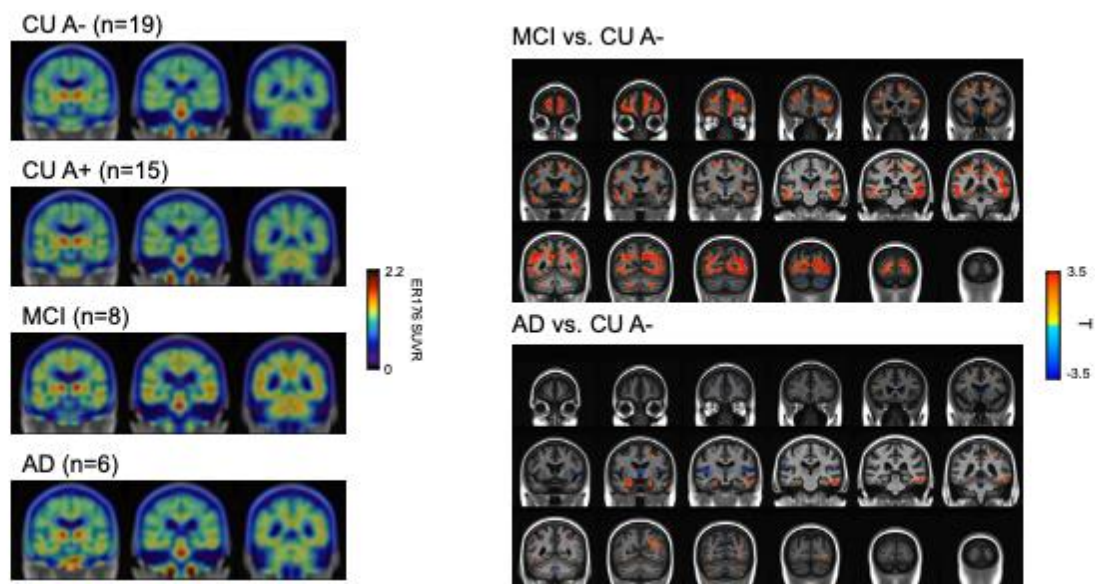 CU A- (n=19)
CU A+ (n=15)
MCI (n=8)
AD (n=6)
2.2
ER176 SUVR
0
MCI vs. CU A-
AD vs. CU A-
3.5
T
-3.5